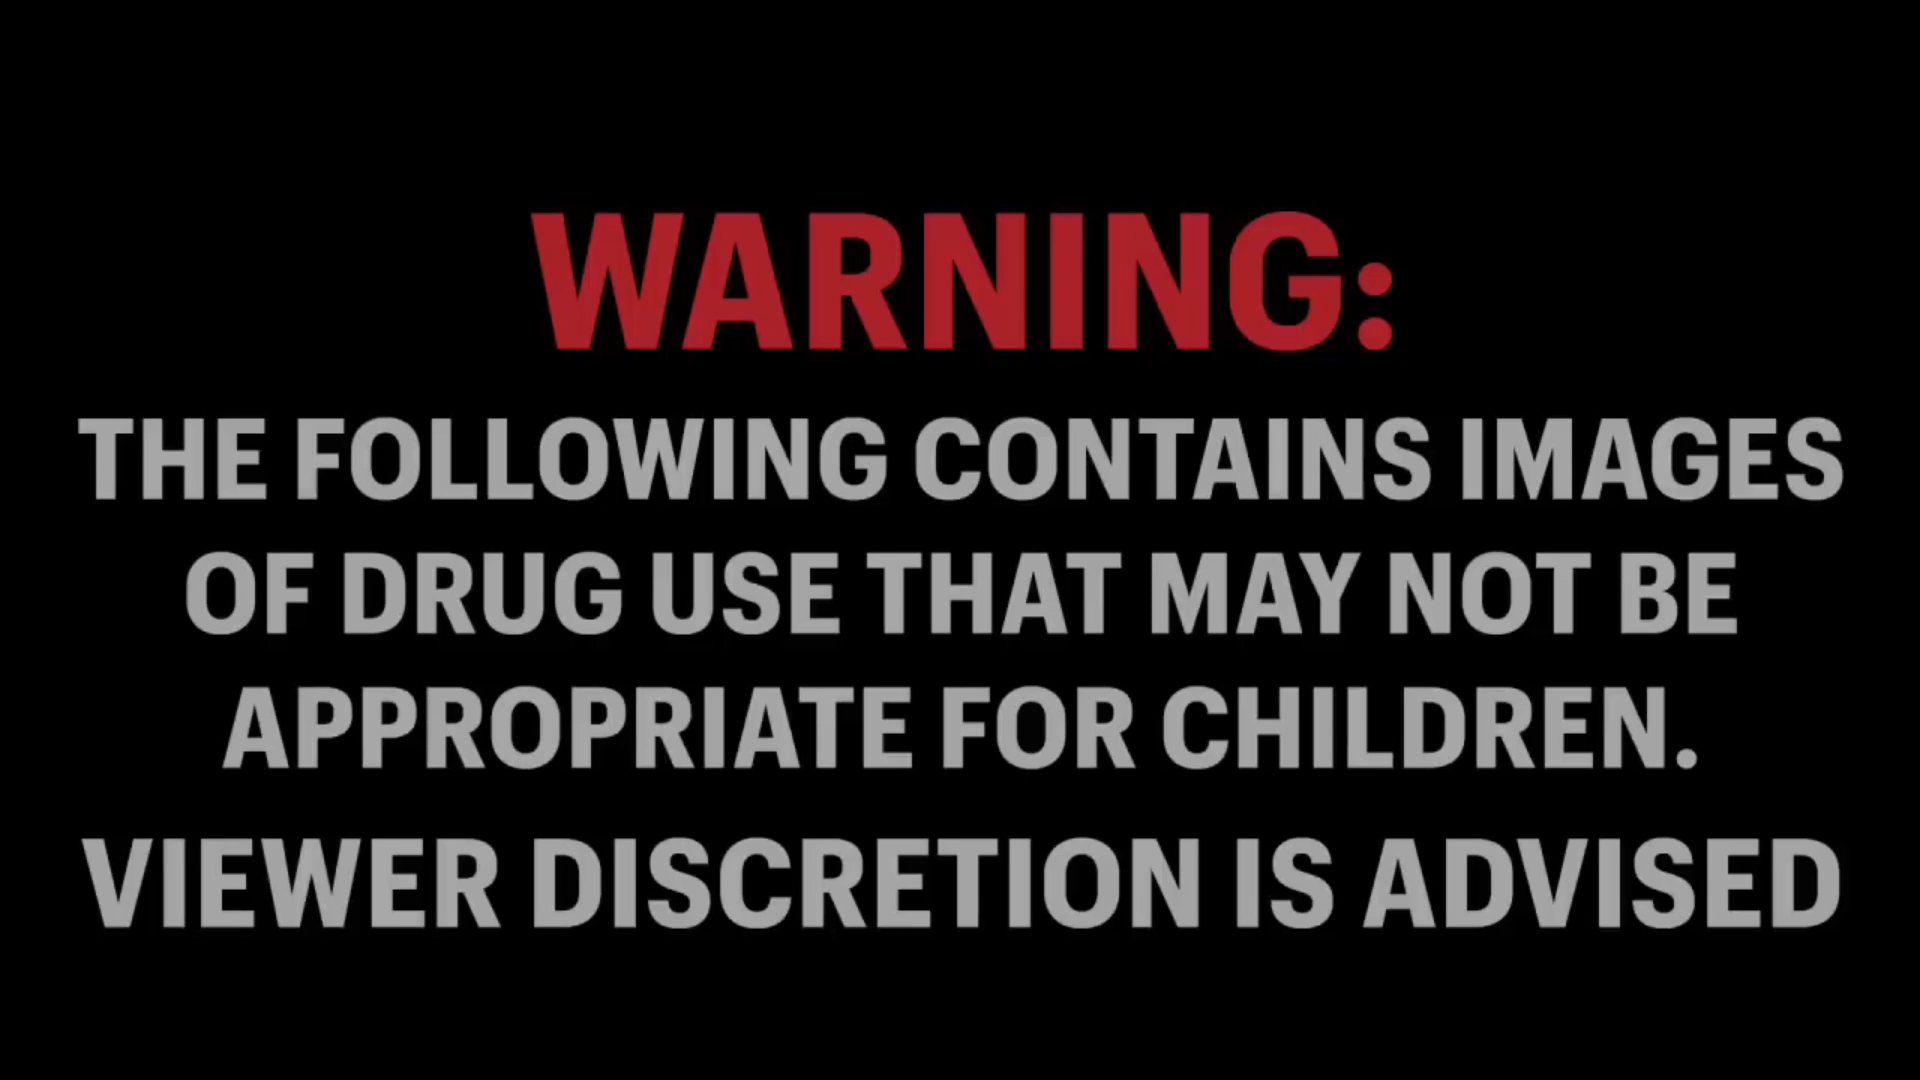 WARNING:
THE FOLLOWING CONTAINS IMAGES
OF DRUG USE THAT MAY NOT BE
APPROPRIATE FOR CHILDREN.
VIEWER DISCRETION IS ADVISED